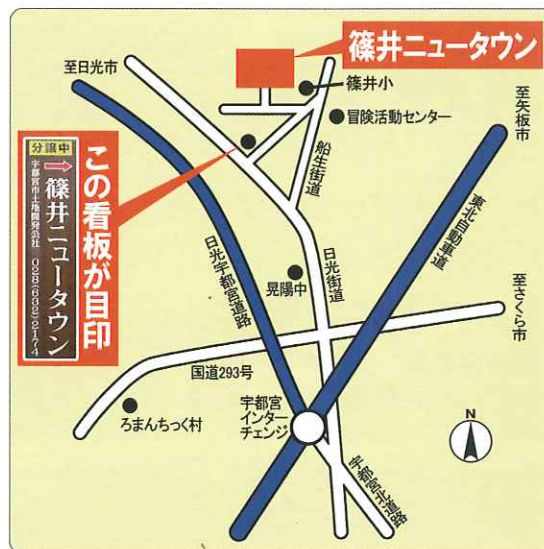 篠井ニュータウン
至日光市
篠井小
冒険活動センター
至矢板市
分譲中
篠井ニュータウン
宇都宮市土地開発公社 028(632)2174
この看板が目印
船生街道
東北自動車道
日光宇都宮道路
日光街道
晃陽中
至さくら市
国道293号
ろまんちっく村
宇都宮
インター
チェンジ
宇都宮北道路
N